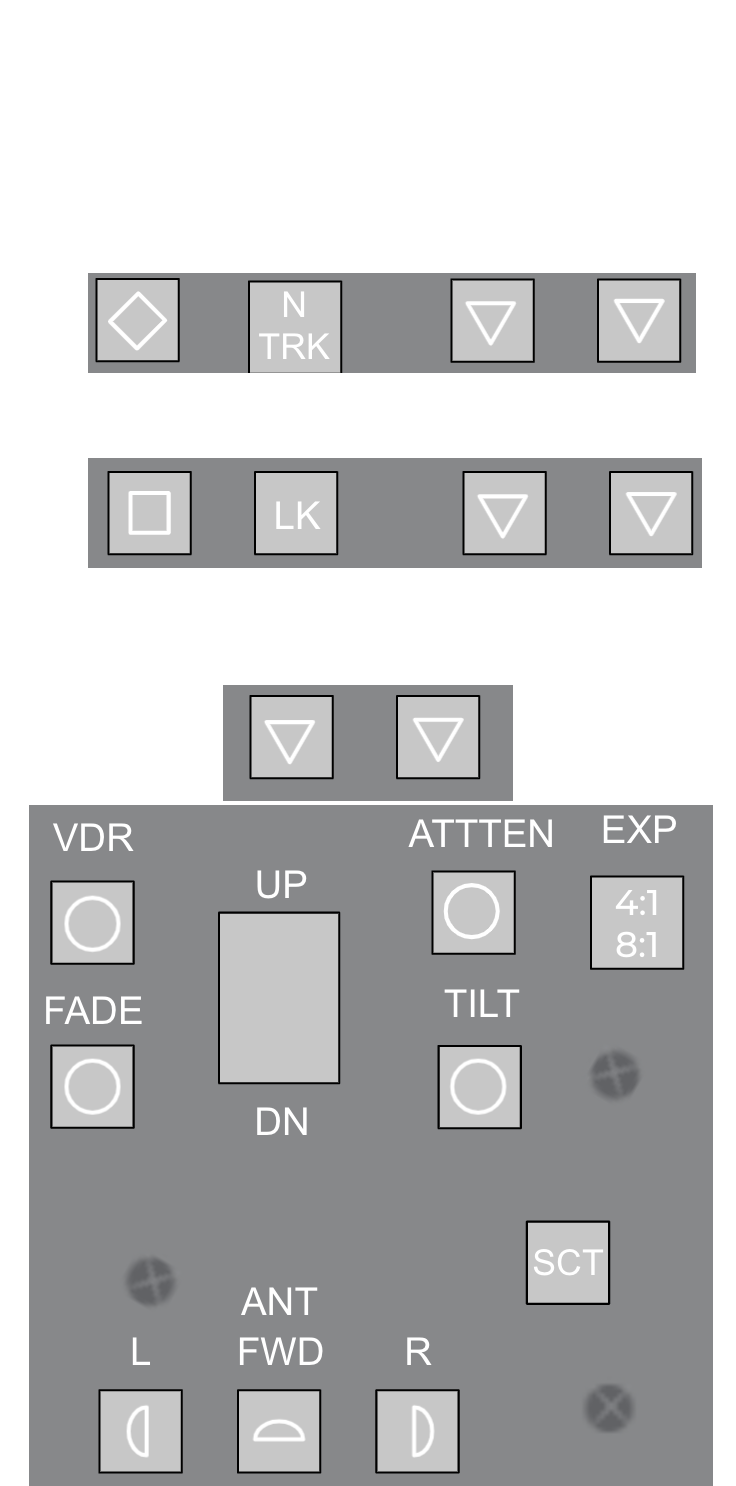 N
TRK
LK
VDR
ATTTEN
EXP
UP
4:1
8:1
FADE
TILT
DN
SCT
ANT
L
FWD
R